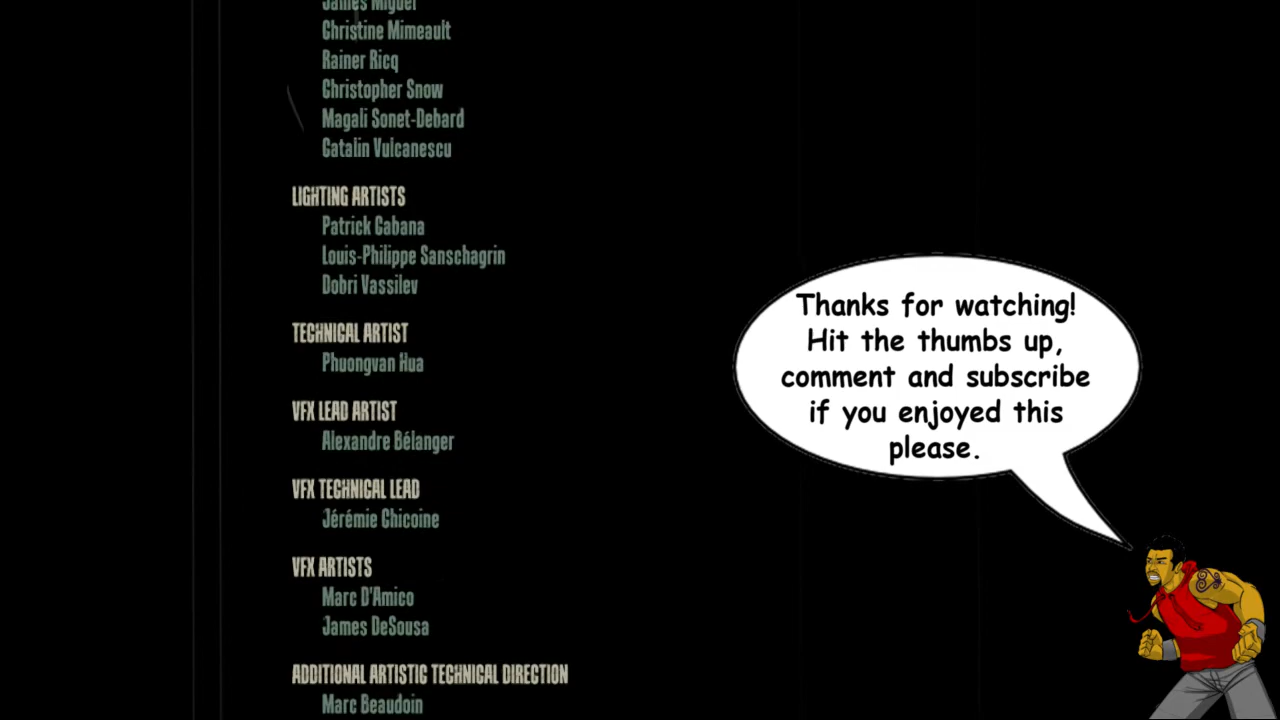 James Miguel
Christine Mimeault
Rainer Ricq
Christopher Snow
Magali Sonet-Debard
Catalin Vulcanescu
LIGHTING ARTISTS
Patrick Gabana
Louis-Philippe Sanschagrin
Dobri Vassilev
TECHNICAL ARTIST
Phuongvan Hua
VFX LEAD ARTIST
Alexandre Bélanger
VFX TECHNICAL LEAD
Jérémie Chicoine
VFX ARTISTS
Marc D'Amico
James DeSousa
ADDITIONAL ARTISTIC TECHNICAL DIRECTION
Marc Beaudoin
Thanks for watching!
Hit the thumbs up,
comment and subscribe
if you enjoyed this
please.